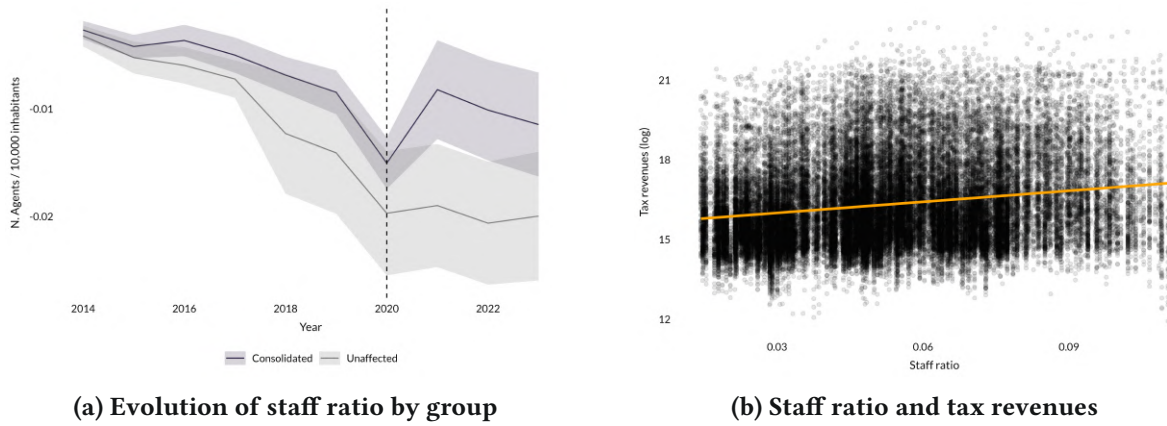 N. Agents / 10,000 inhabitants
-0.01
-0.02
2014 2016 2018 2020 2022
Year
Consolidated Unaffected
(a) Evolution of staff ratio by group
Tax revenues (log)
21
18
15
12
0.03 0.06 0.09
Staff ratio
(b) Staff ratio and tax revenues